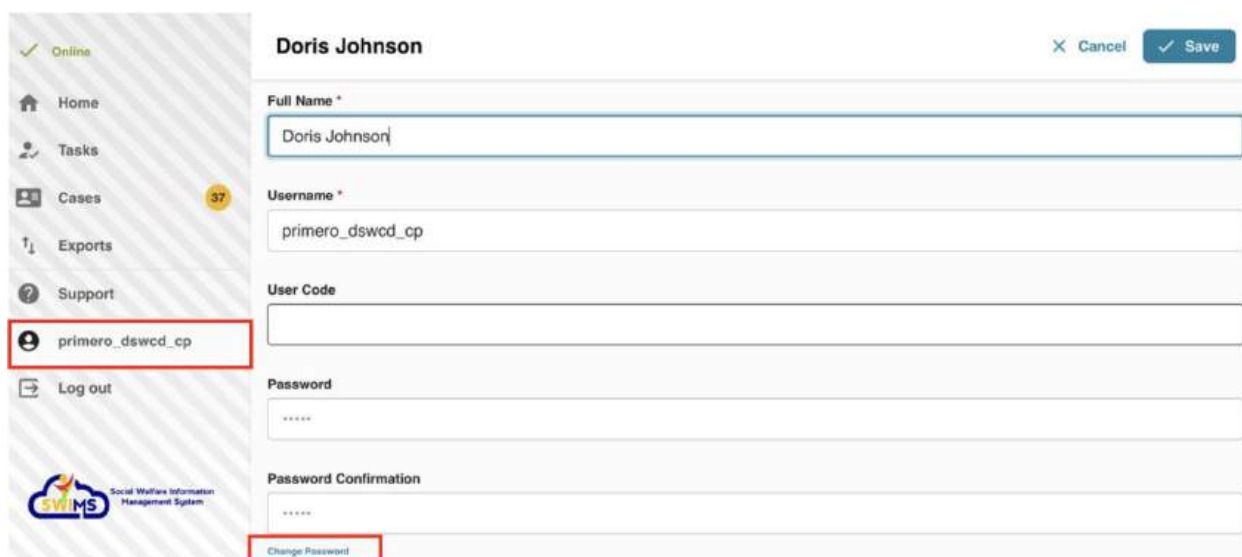 Online
Home
Tasks
Cases 37
Exports
Support
primero_dswcd_cp
Log out
SWIMS
Social Welfare Information
Management System
Doris Johnson
Cancel
Save
Full Name *
Doris Johnson
Username *
primero_dswcd_cp
User Code
Password
*****
Password Confirmation
*****
Change Password